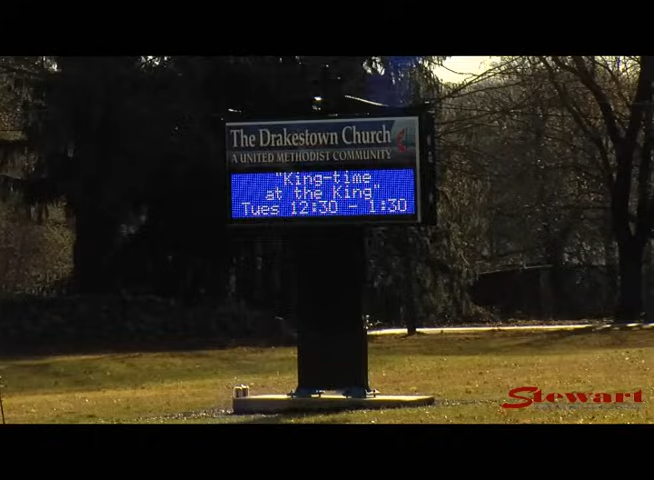 The Drakestown Church
A UNITED METHODIST COMMUNITY
"King-time
at the King"
Tues 12:30 - 1:30
Stewart